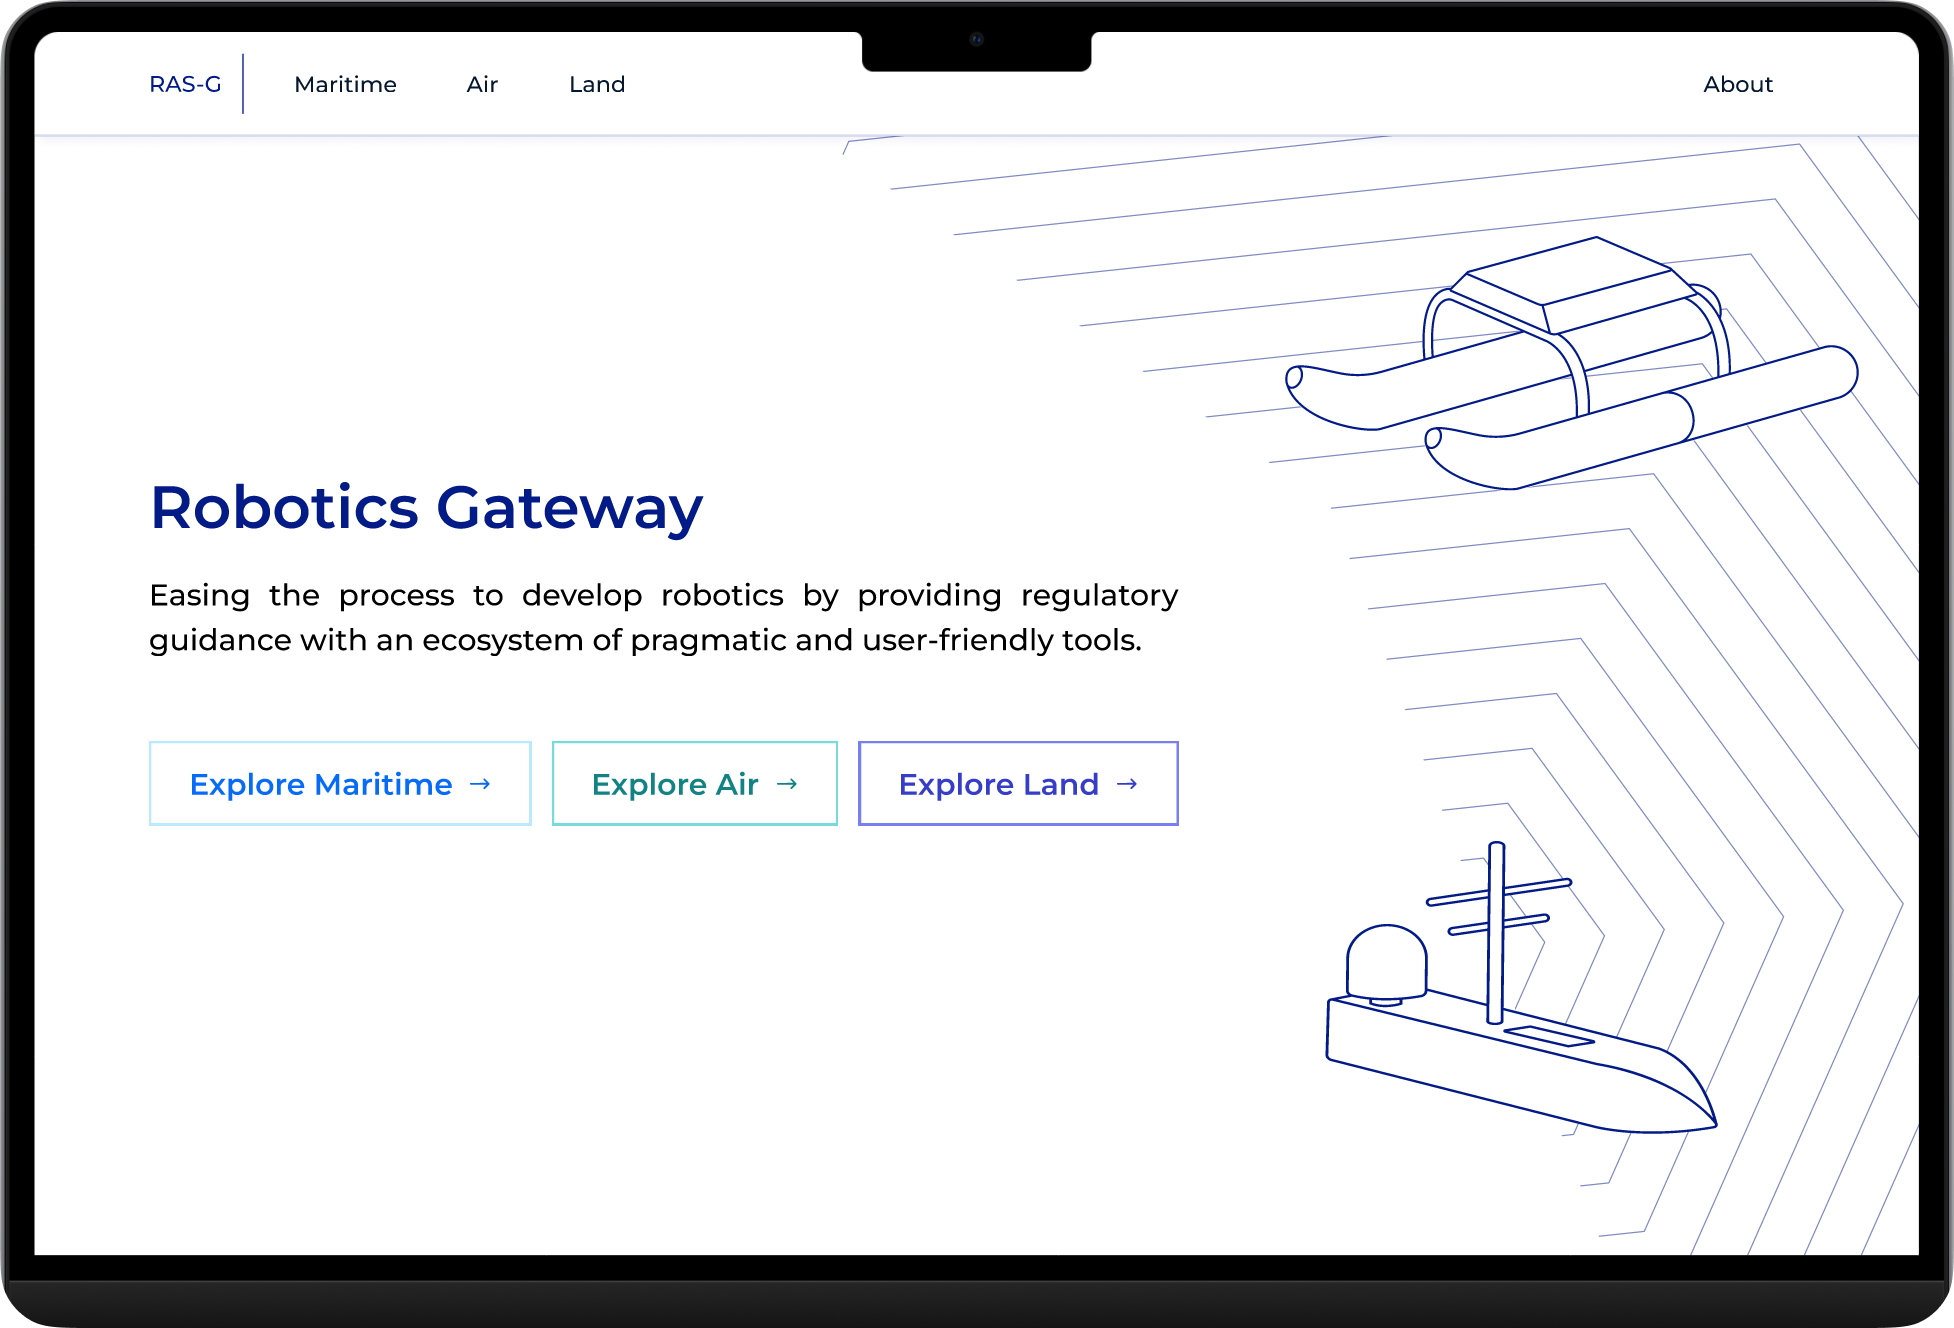 RAS-G Maritime Air Land About
Robotics Gateway
Easing the process to develop robotics by providing regulatory
guidance with an ecosystem of pragmatic and user-friendly tools.
Explore Maritime → Explore Air → Explore Land →